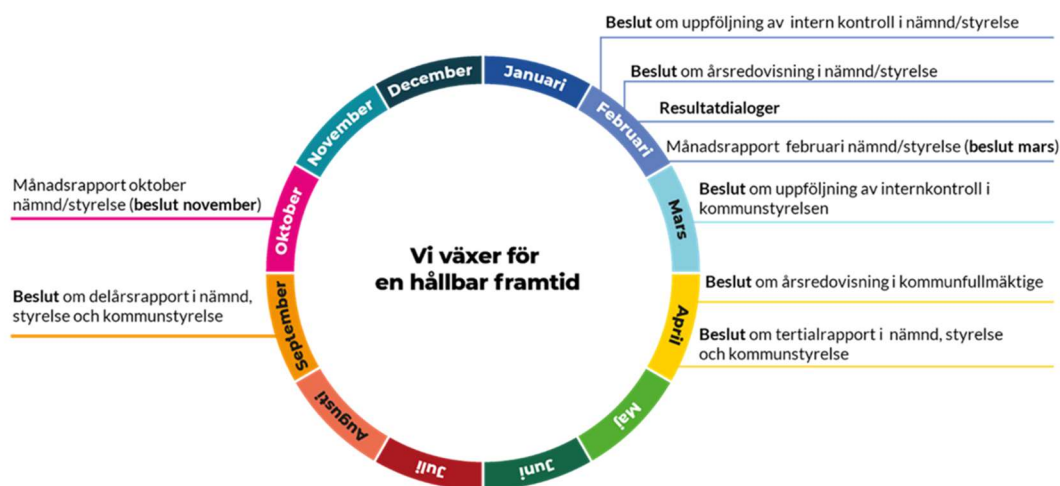 Beslut om uppföljning av intern kontroll i nämnd/styrelse
Beslut om årsredovisning i nämnd/styrelse
Resultatdialoger
Månadsrapport februari nämnd/styrelse (beslut mars)
Beslut om uppföljning av internkontroll i
kommunstyrelsen
Beslut om årsredovisning i kommunfullmäktige
Beslut om tertialrapport i nämnd, styrelse
och kommunstyrelse
Månadsrapport oktober
nämnd/styrelse (beslut november)
Beslut om delårsrapport i nämnd,
styrelse och kommunstyrelse
Januari
Februari
Mars
April
Maj
Juni
Juli
Augusti
September
Oktober
November
December
Vi växer för
en hållbar framtid